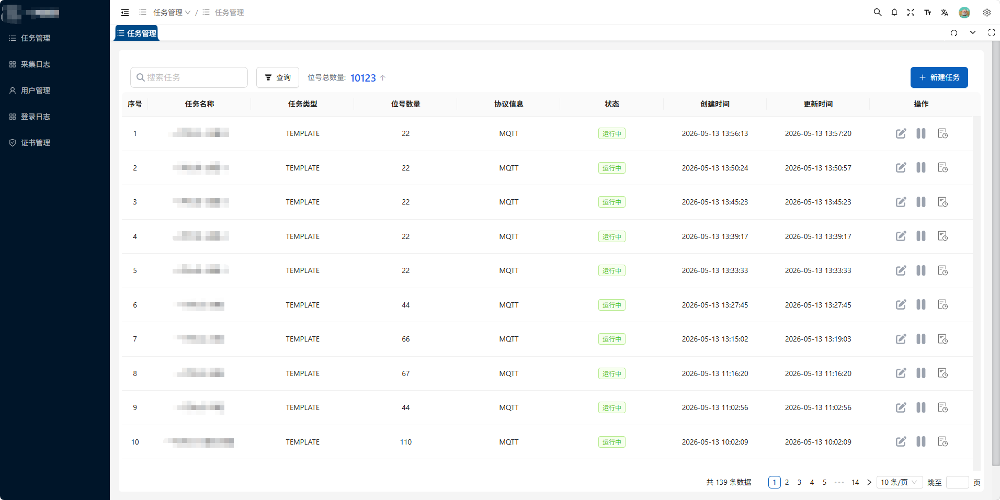 任务管理 / 任务管理
任务管理
任务管理
采集日志
用户管理
登录日志
证书管理
搜索任务 查询 位号总数量: 10123 个 新建任务
序号 任务名称 任务类型 位号数量 协议信息 状态 创建时间 更新时间 操作
1 TEMPLATE 22 MQTT 运行中 2026-05-13 13:56:13 2026-05-13 13:57:20
2 TEMPLATE 22 MQTT 运行中 2026-05-13 13:50:24 2026-05-13 13:50:57
3 TEMPLATE 22 MQTT 运行中 2026-05-13 13:45:23 2026-05-13 13:45:23
4 TEMPLATE 22 MQTT 运行中 2026-05-13 13:39:17 2026-05-13 13:39:17
5 TEMPLATE 22 MQTT 运行中 2026-05-13 13:33:33 2026-05-13 13:33:33
6 TEMPLATE 44 MQTT 运行中 2026-05-13 13:27:45 2026-05-13 13:27:45
7 TEMPLATE 66 MQTT 运行中 2026-05-13 13:15:02 2026-05-13 13:19:03
8 TEMPLATE 67 MQTT 运行中 2026-05-13 11:16:20 2026-05-13 11:16:20
9 TEMPLATE 44 MQTT 运行中 2026-05-13 11:02:56 2026-05-13 11:02:56
10 TEMPLATE 110 MQTT 运行中 2026-05-13 10:02:09 2026-05-13 10:02:09
共 139 条数据 1 2 3 4 5 ••• 14 10 条/页 跳至 页